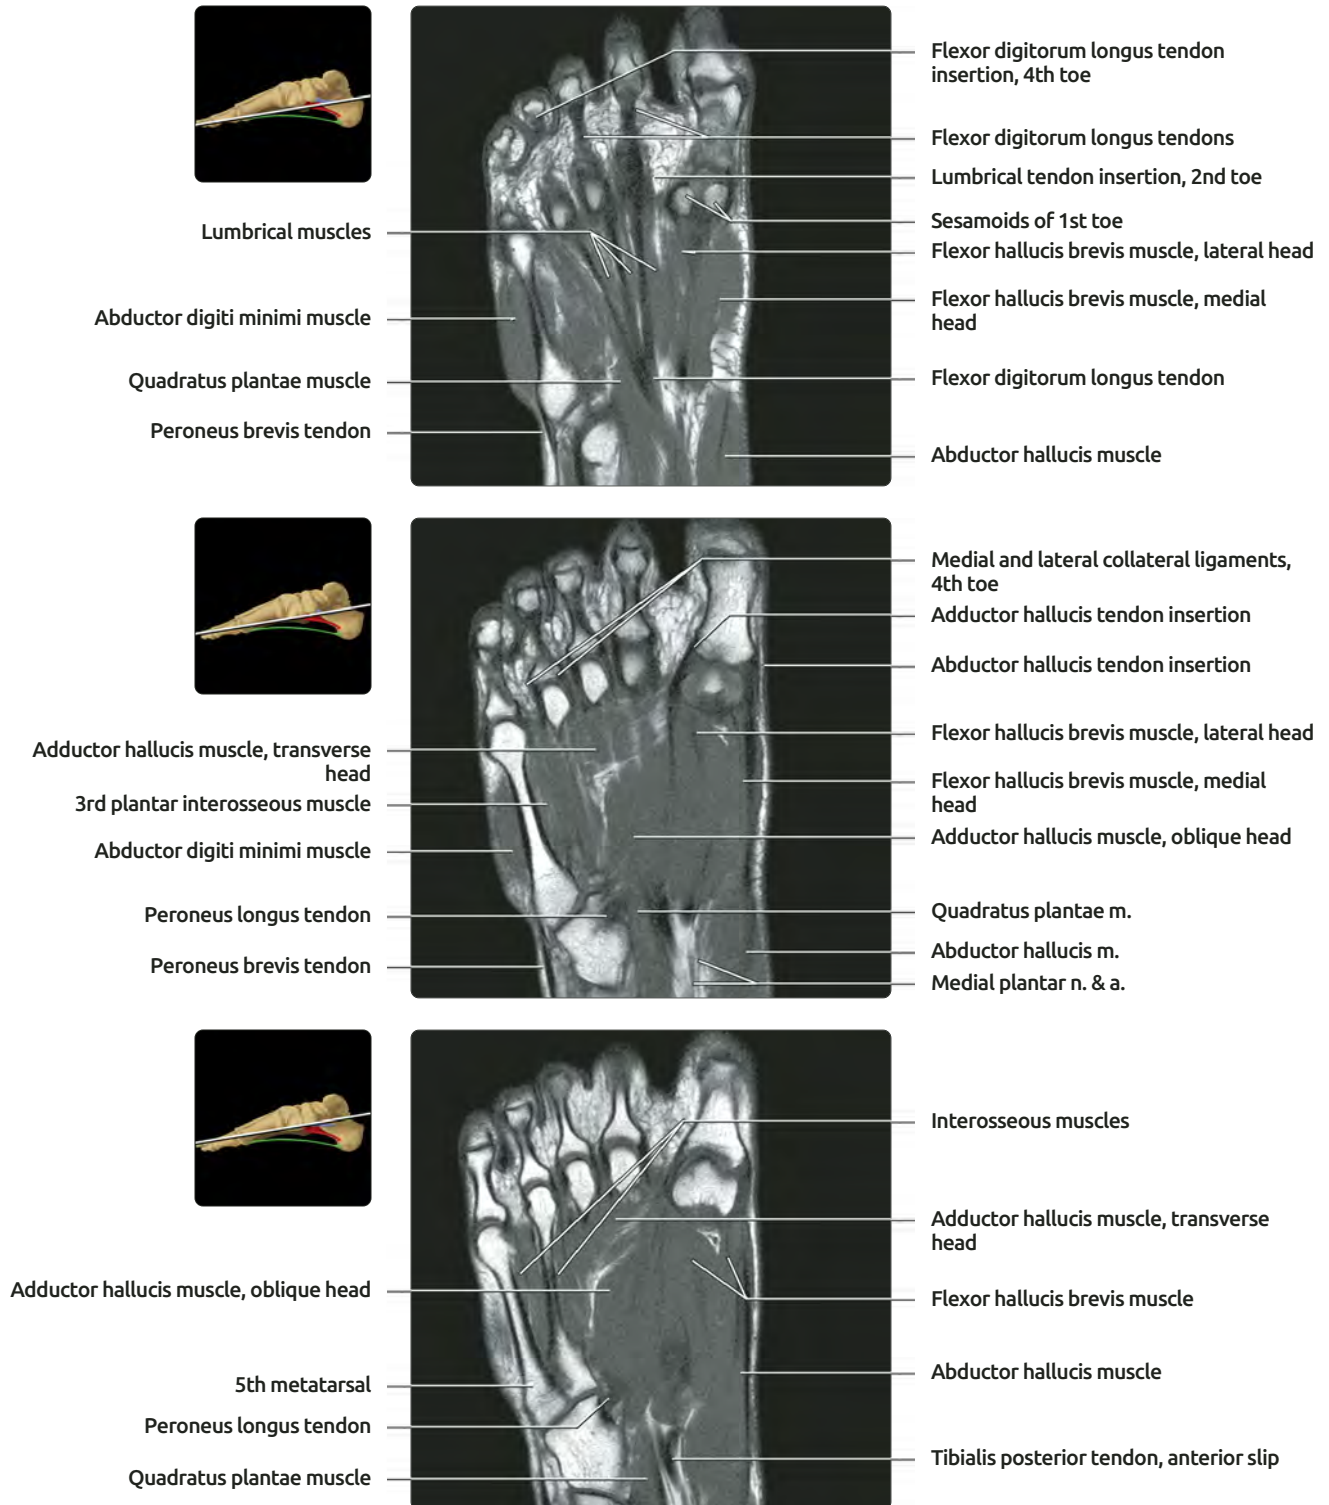 Flexor digitorum longus tendon
insertion, 4th toe
Flexor digitorum longus tendons
Lumbrical tendon insertion, 2nd toe
Sesamoids of 1st toe
Lumbrical muscles
Flexor hallucis brevis muscle, lateral head
Flexor hallucis brevis muscle, medial
head
Abductor digiti minimi muscle
Quadratus plantae muscle
Flexor digitorum longus tendon
Peroneus brevis tendon
Abductor hallucis muscle
Medial and lateral collateral ligaments,
4th toe
Adductor hallucis tendon insertion
Abductor hallucis tendon insertion
Flexor hallucis brevis muscle, lateral head
Adductor hallucis muscle, transverse
head
Flexor hallucis brevis muscle, medial
head
3rd plantar interosseous muscle
Adductor hallucis muscle, oblique head
Abductor digiti minimi muscle
Peroneus longus tendon
Quadratus plantae m.
Abductor hallucis m.
Peroneus brevis tendon
Medial plantar n. & a.
Interosseous muscles
Adductor hallucis muscle, transverse
head
Adductor hallucis muscle, oblique head
Flexor hallucis brevis muscle
Abductor hallucis muscle
5th metatarsal
Peroneus longus tendon
Tibialis posterior tendon, anterior slip
Quadratus plantae muscle